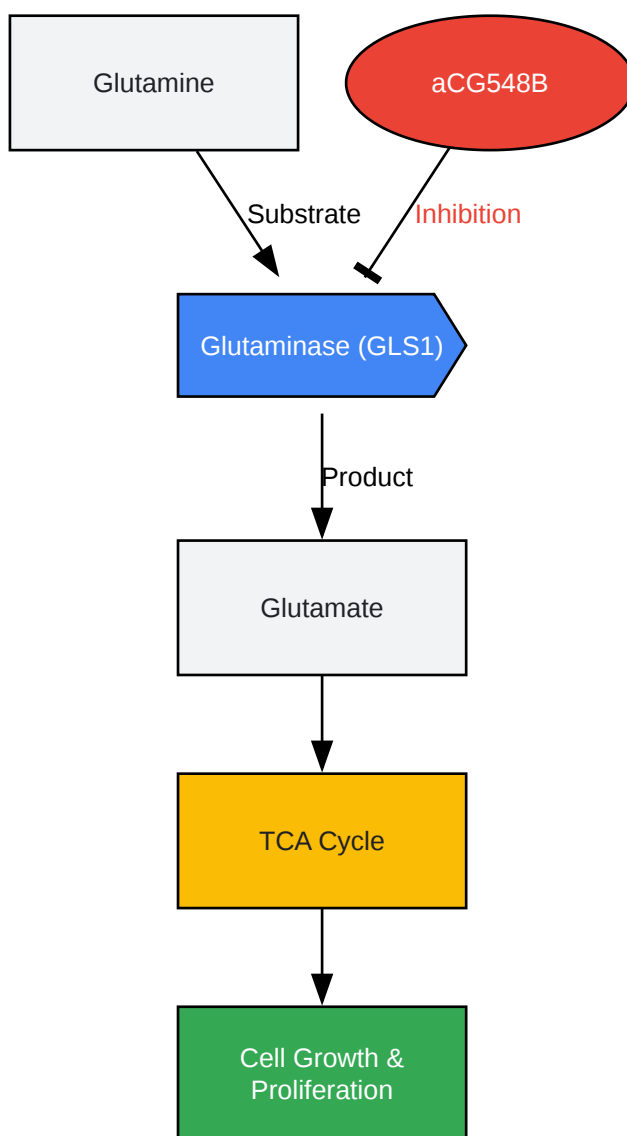 Glutamine
aCG548B
Substrate
Inhibition
Glutaminase (GLS1)
Product
Glutamate
TCA Cycle
Cell Growth &
Proliferation